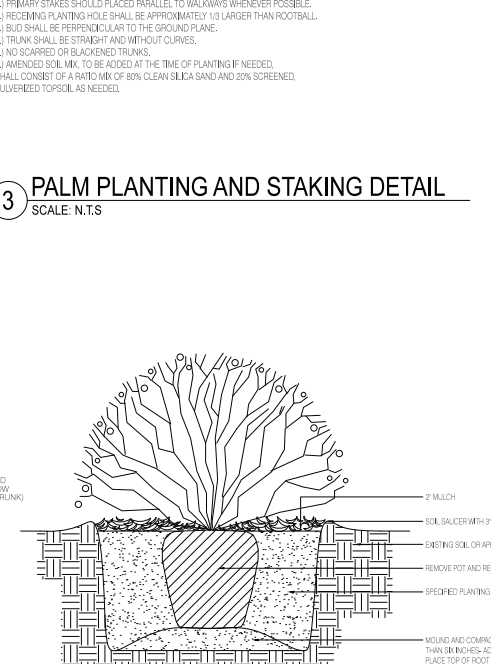 .) PRIMARY STAKES SHOULD PLACED PARALLEL TO WALKWAYS WHENEVER POSSIBLE.
.) RECEIVING PLANTING HOLE SHALL BE APPROXIMATELY 1/3 LARGER THAN ROOTBALL.
.) BUD SHALL BE PERPENDICULAR TO THE GROUND PLANE.
.) TRUNK SHALL BE STRAIGHT AND WITHOUT CURVES.
.) NO SCARRED OR BLACKENED TRUNKS.
.) AMENDED SOIL MIX, TO BE ADDED AT THE TIME OF PLANTING IF NEEDED,
HALL CONSIST OF A RATIO MIX OF 80% CLEAN SILICA SAND AND 20% SCREENED,
ULVERIZED TOPSOIL AS NEEDED.
3 PALM PLANTING AND STAKING DETAIL
SCALE: N.T.S
D
OW
RUNK)
2" MULCH
SOIL SAUCER WITH 3"
EXISTING SOIL OR AP
REMOVE POT AND RE
SPECIFIED PLANTING
MOUND AND COMPAC
THAN SIX INCHES- AD
PLACE TOP OF ROOT